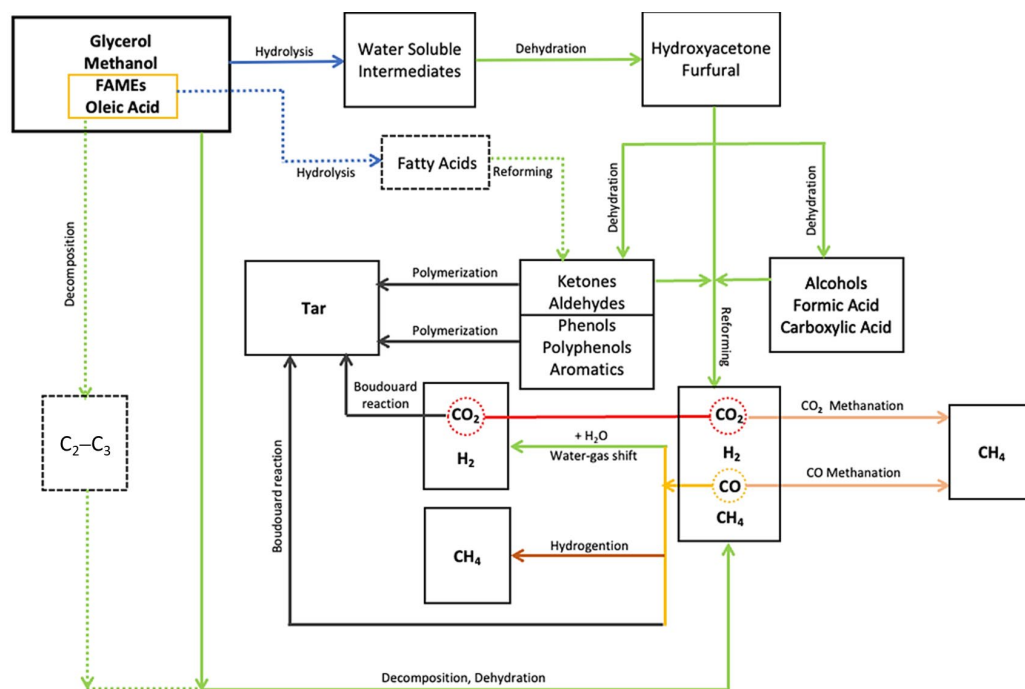 Glycerol
Methanol
FAMEs
Oleic Acid
Hydrolysis
Water Soluble
Intermediates
Dehydration
Hydroxyacetone
Furfural
Hydrolysis
Fatty Acids
Reforming
Dehydration
Dehydration
Decomposition
Tar
Polymerization
Polymerization
Ketones
Aldehydes
Phenols
Polyphenols
Aromatics
Alcohols
Formic Acid
Carboxylic Acid
Reforming
Boudouard
reaction
CO₂
H₂
+ H₂O
Water-gas shift
CO₂
H₂
CO
CH₄
CO₂ Methanation
CO Methanation
CH₄
C₂–C₃
Boudouard reaction
CH₄
Hydrogention
Decomposition, Dehydration